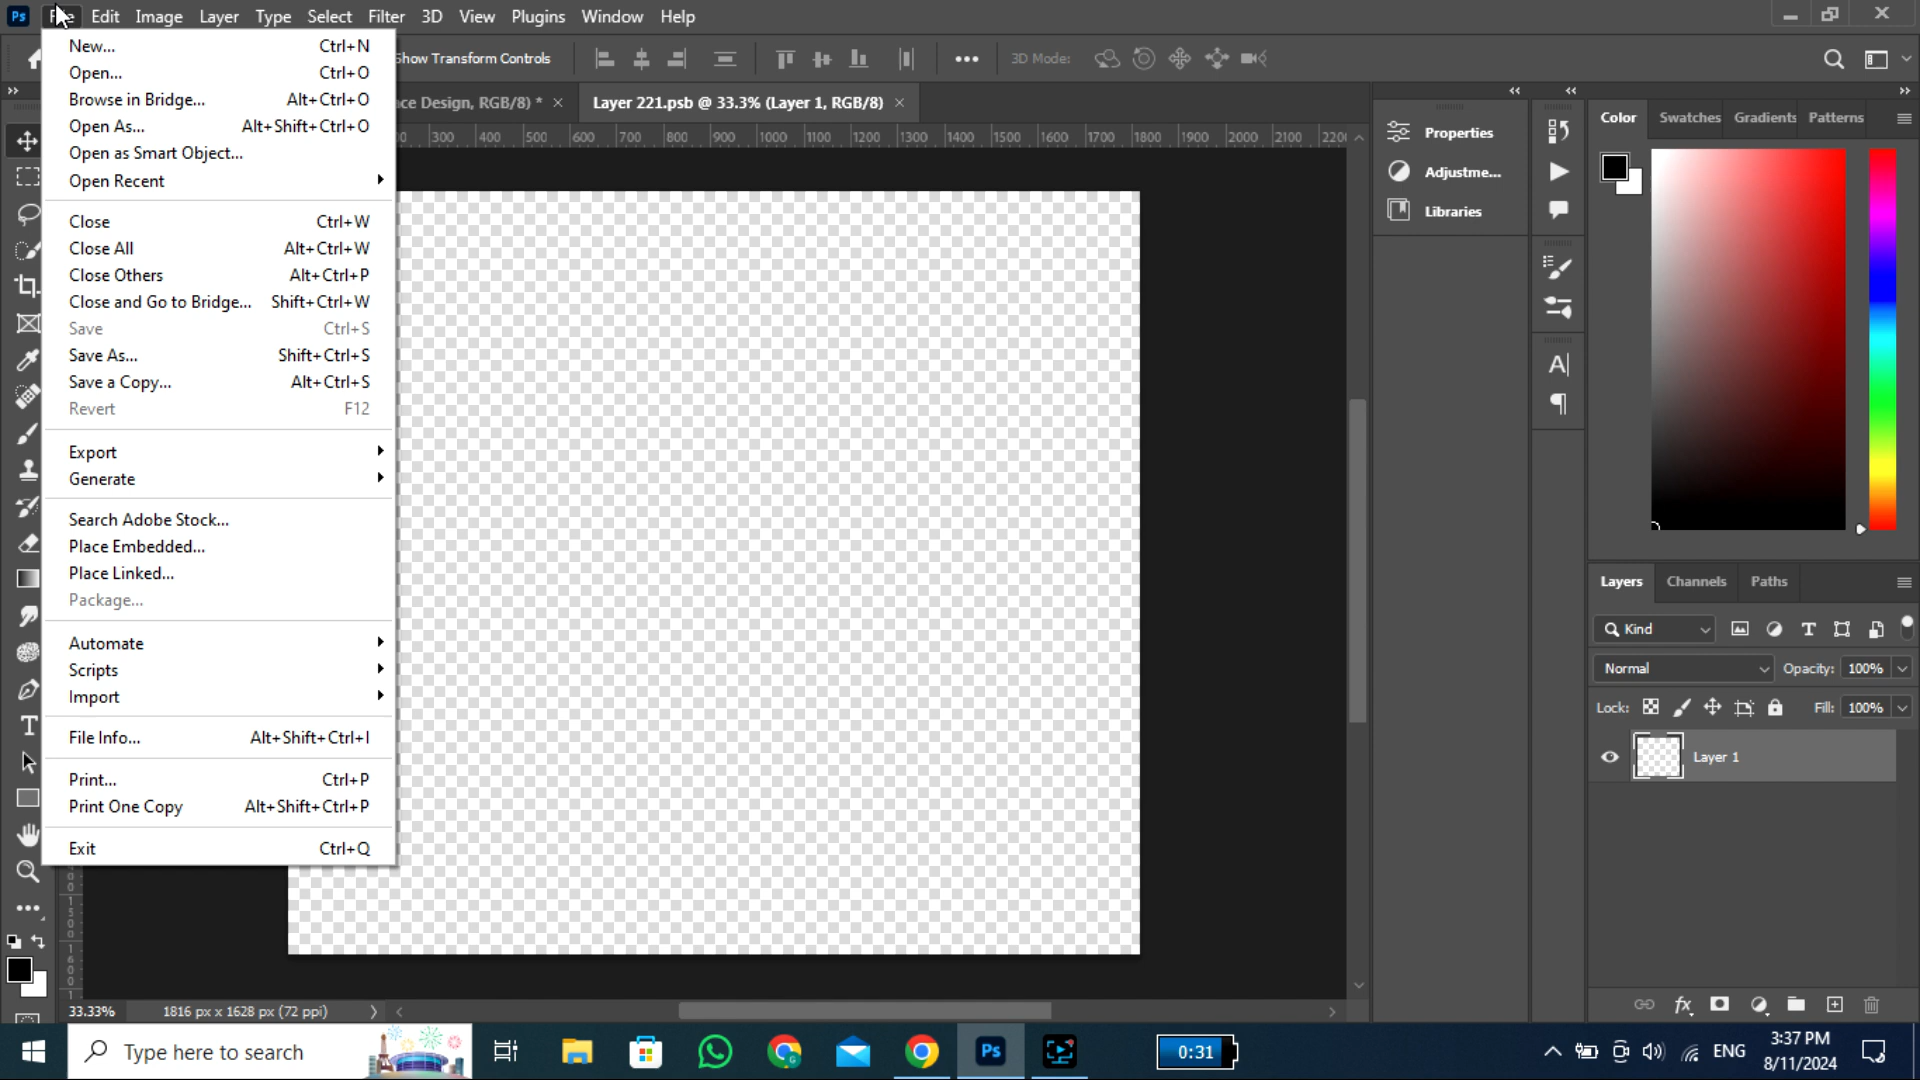 Ps File Edit Image Layer Type Select Filter 3D View Plugins Window Help
Show Transform Controls 3D Mode:
ce Design, RGB/8) * × Layer 221.psb @ 33.3% (Layer 1, RGB/8) ×
300 400 500 600 700 800 900 1000 1100 1200 1300 1400 1500 1600 1700 1800 1900 2000 2100
New... Ctrl+N
Open... Ctrl+O
Browse in Bridge... Alt+Ctrl+O
Open As... Alt+Shift+Ctrl+O
Open as Smart Object...
Open Recent
Close Ctrl+W
Close All Alt+Ctrl+W
Close Others Alt+Ctrl+P
Close and Go to Bridge... Shift+Ctrl+W
Save Ctrl+S
Save As... Shift+Ctrl+S
Save a Copy... Alt+Ctrl+S
Revert F12
Export
Generate
Search Adobe Stock...
Place Embedded...
Place Linked...
Package...
Automate
Scripts
Import
File Info... Alt+Shift+Ctrl+I
Print... Ctrl+P
Print One Copy Alt+Shift+Ctrl+P
Exit Ctrl+Q
Properties
Adjustme...
Libraries
Color Swatches Gradients Patterns
Layers Channels Paths
Kind
Normal Opacity: 100%
Lock: Fill: 100%
Layer 1
33.33% 1816 px x 1628 px (72 ppi)
Type here to search
Ps
0:31
ENG
3:37 PM
8/11/2024